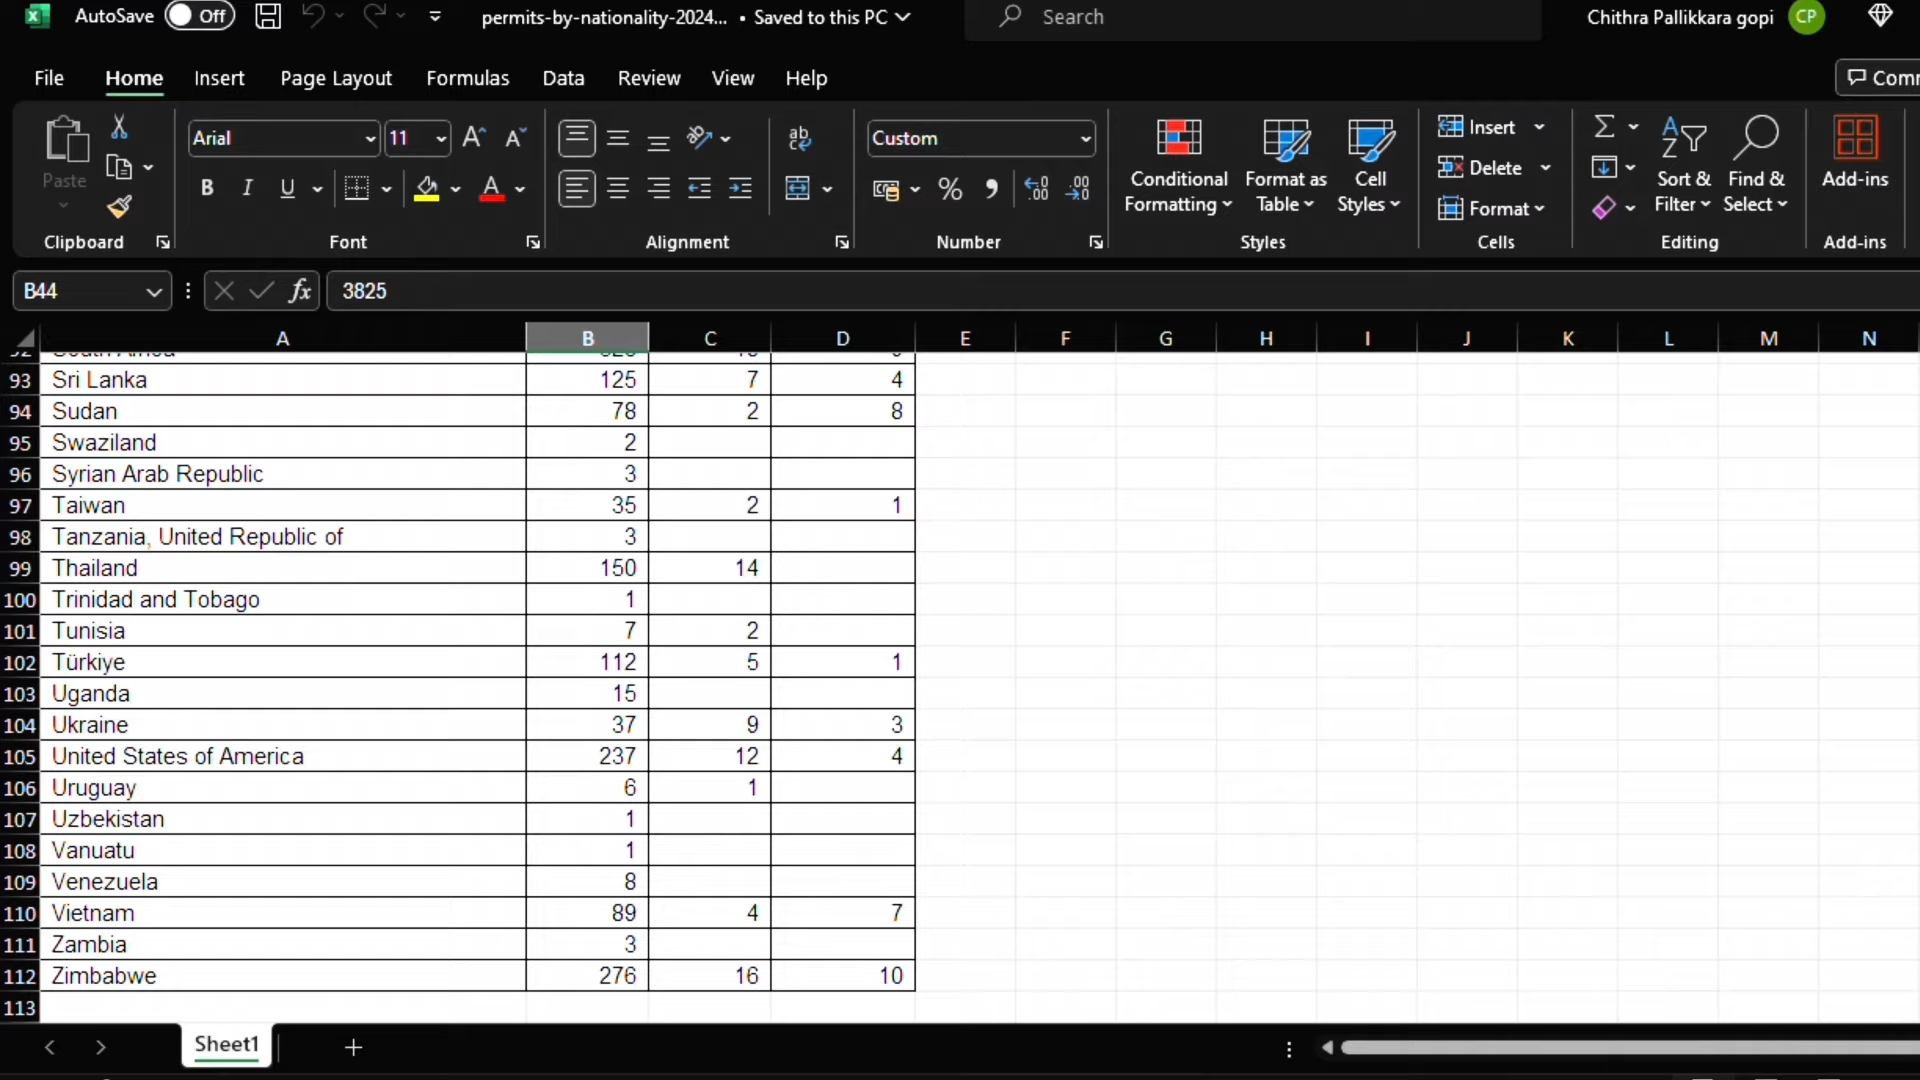 AutoSave Off permits-by-nationality-2024... • Saved to this PC Search Chithra Pallikkara gopi CP
File Home Insert Page Layout Formulas Data Review View Help
Paste
Clipboard
Arial 11
B I U A
Font
ab
Alignment
Custom
% 9
Number
Conditional Formatting
Format as Table
Cell Styles
Styles
Insert
Delete
Format
Cells
Sort & Filter
Find & Select
Editing
Add-ins
Add-ins
B44 fx 3825
A B C D E F G H I J K L M N
93 Sri Lanka 125 7 4
94 Sudan 78 2 8
95 Swaziland 2
96 Syrian Arab Republic 3
97 Taiwan 35 2 1
98 Tanzania, United Republic of 3
99 Thailand 150 14
100 Trinidad and Tobago 1
101 Tunisia 7 2
102 Türkiye 112 5 1
103 Uganda 15
104 Ukraine 37 9 3
105 United States of America 237 12 4
106 Uruguay 6 1
107 Uzbekistan 1
108 Vanuatu 1
109 Venezuela 8
110 Vietnam 89 4 7
111 Zambia 3
112 Zimbabwe 276 16 10
113
Sheet1 +